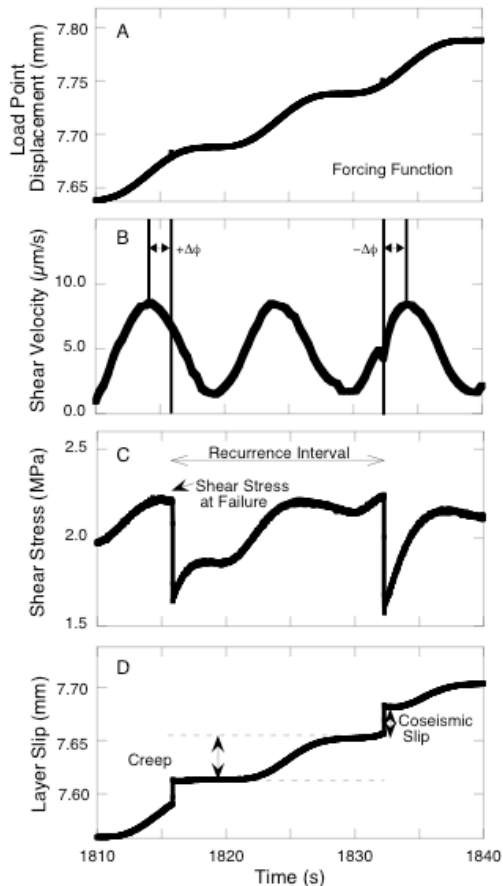 7.80
A
7.75
7.70
7.65
Load Point
Displacement (mm)
Forcing Function
B
+Δϕ
−Δϕ
10.0
5.0
0.0
Shear Velocity (μm/s)
2.5
C
Recurrence Interval
Shear Stress
at Failure
2.0
1.5
Shear Stress (MPa)
D
7.70
7.65
7.60
Layer Slip (mm)
Creep
Coseismic
Slip
1810 1820 1830 1840
Time (s)